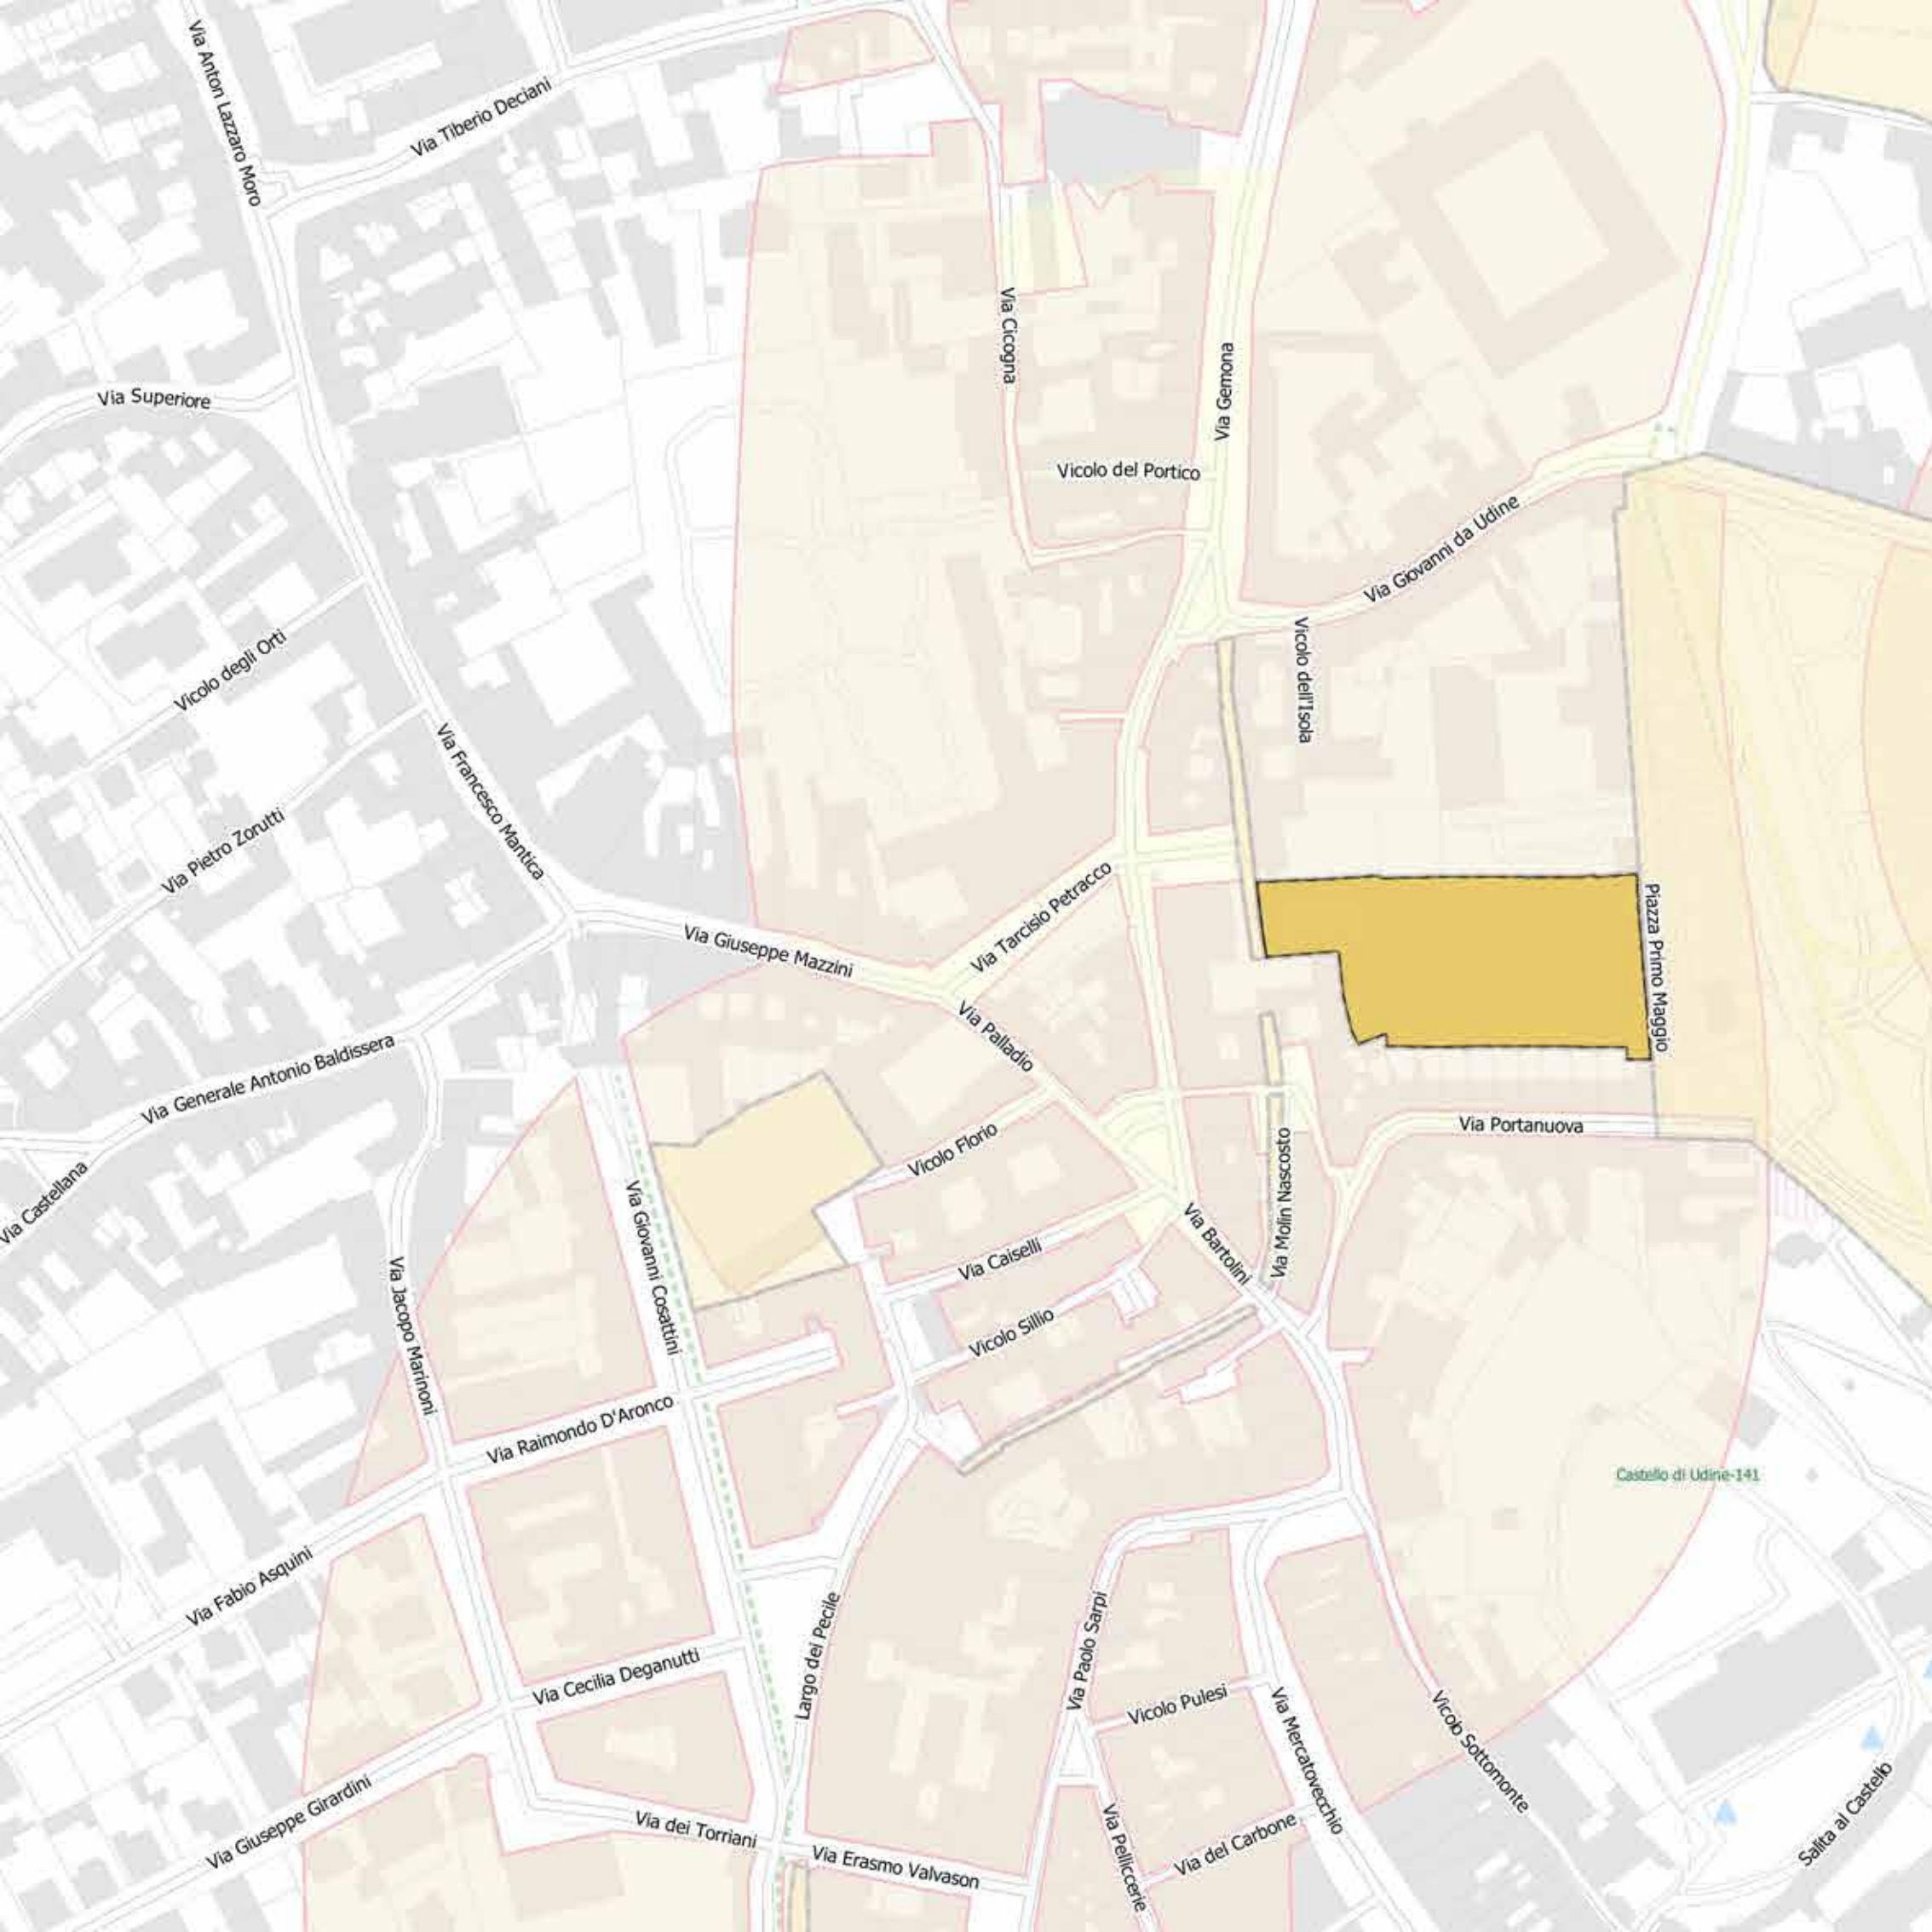 Via Anton Lazzaro Moro
Via Tiberio Deciani
Via Cicogna
Via Gemona
Via Superiore
Vicolo del Portico
Via Giovanni da Udine
Vicolo dell'Isola
Vicolo degli Orti
Via Francesco Mantica
Via Pietro Zorutti
Via Tarcisio Petracco
Piazza Primo Maggio
Via Giuseppe Mazzini
Via Palladio
Via Generale Antonio Baldissera
Via Portanuova
Vicolo Florio
Via Molin Nascosto
Via Castellana
Via Giovanni Cosattini
Via Bartolini
Via Caiselli
Via Jacopo Marinoni
Vicolo Sillio
Via Raimondo D'Aronco
Castello di Udine-141
Via Fabio Asquini
Largo dei Pecile
Via Paolo Sarpi
Via Cecilia Deganutti
Vicolo Pulesi
Via Mercatovecchio
Vicolo Sottomonte
Via Giuseppe Girardini
Via dei Torriani
Via Erasmo Valvason
Via Pelliccerie
Via del Carbone
Salita al Castello